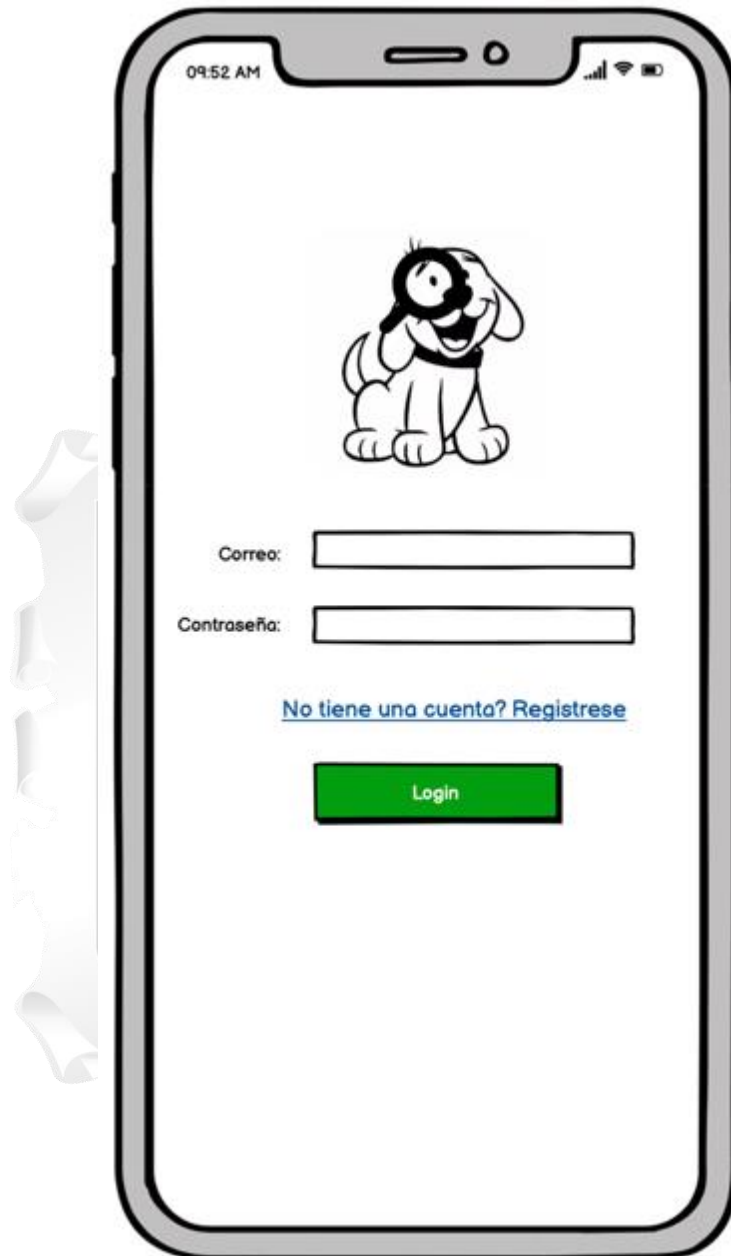 09:52 AM
Correo:
Contraseña:
No tiene una cuenta? Registrese
Login